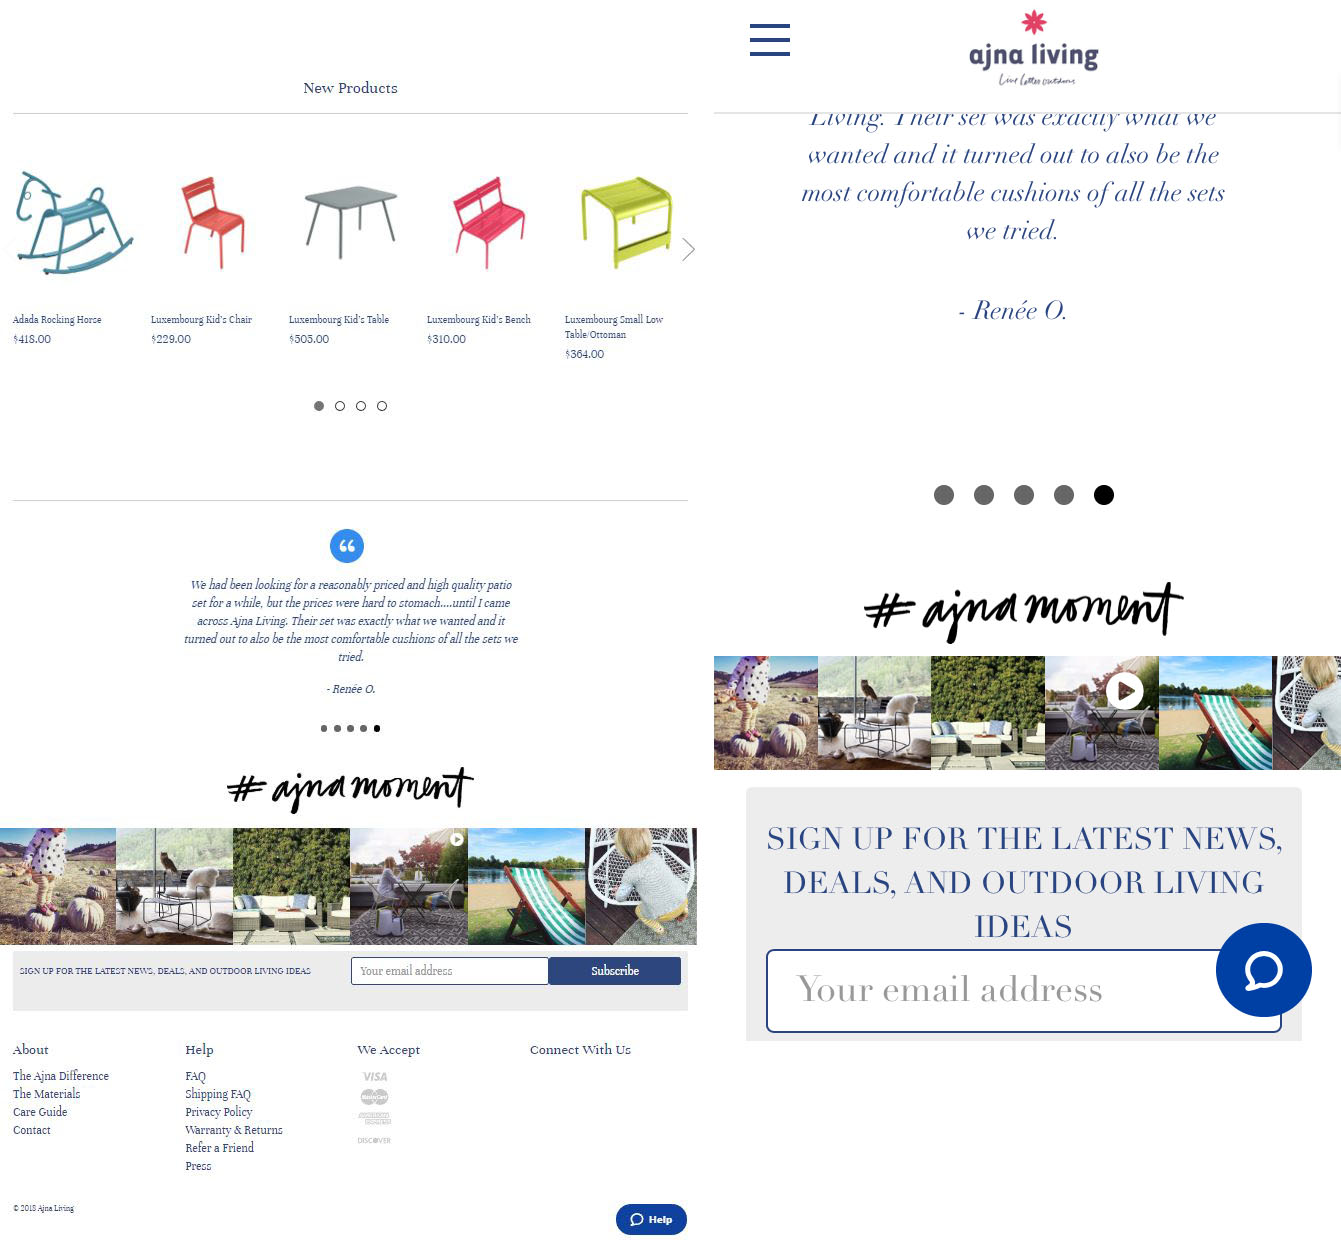 New Products
Adada Rocking Horse
$418.00
Luxembourg Kid's Chair
$229.00
Luxembourg Kid's Table
$505.00
Luxembourg Kid's Bench
$310.00
Luxembourg Small Low
Table/Ottoman
$364.00
We had been looking for a reasonably priced and high quality patio
set for a while, but the prices were hard to stomach....until I came
across Ajna Living. Their set was exactly what we wanted and it
turned out to also be the most comfortable cushions of all the sets we
tried.
- Renée O.
# ajna moment
SIGN UP FOR THE LATEST NEWS, DEALS, AND OUTDOOR LIVING IDEAS
Your email address
Subscribe
About
The Ajna Difference
The Materials
Care Guide
Contact
Help
FAQ
Shipping FAQ
Privacy Policy
Warranty & Returns
Refer a Friend
Press
We Accept
VISA
MasterCard
AMERICAN
EXPRESS
DISCOVER
Connect With Us
© 2018 Ajna Living
Help
ajna living
Live better outdoors
Living. Their set was exactly what we
wanted and it turned out to also be the
most comfortable cushions of all the sets
we tried.
- Renée O.
# ajna moment
SIGN UP FOR THE LATEST NEWS,
DEALS, AND OUTDOOR LIVING
IDEAS
Your email address